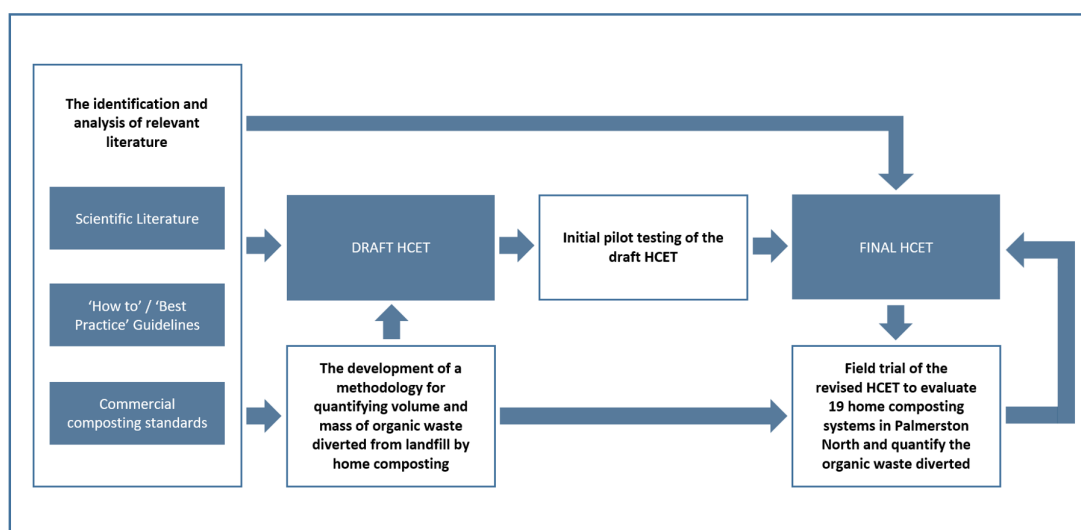 The identification and
analysis of relevant
literature
Scientific Literature
‘How to’ / ‘Best
Practice’ Guidelines
Commercial
composting standards
DRAFT HCET
The development of a
methodology for
quantifying volume and
mass of organic waste
diverted from landfill by
home composting
Initial pilot testing of the
draft HCET
FINAL HCET
Field trial of the
revised HCET to evaluate
19 home composting
systems in Palmerston
North and quantify the
organic waste diverted